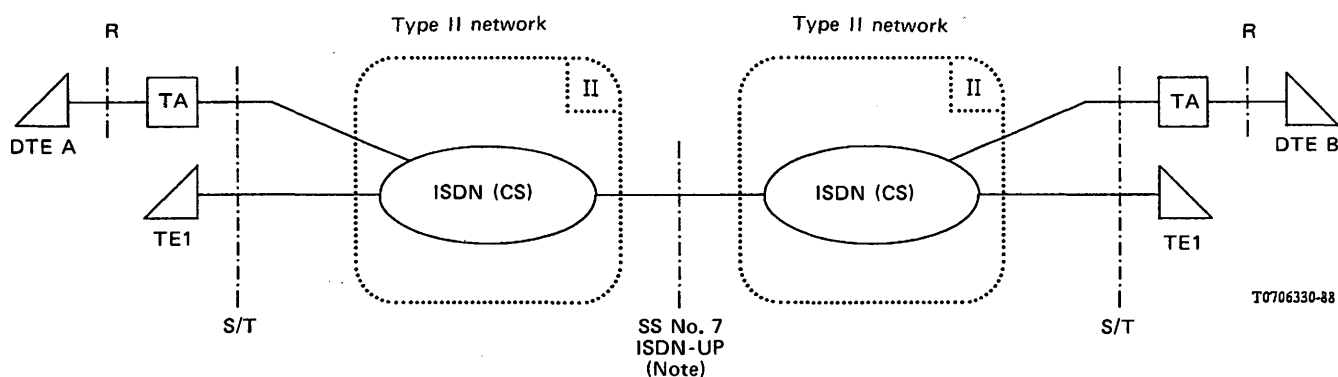 Type II network
Type II network
R
R
II
II
TA
TA
DTE A
DTE B
ISDN (CS)
ISDN (CS)
TE1
TE1
T0706330-88
S/T
SS No. 7
ISDN-UP
(Note)
S/T